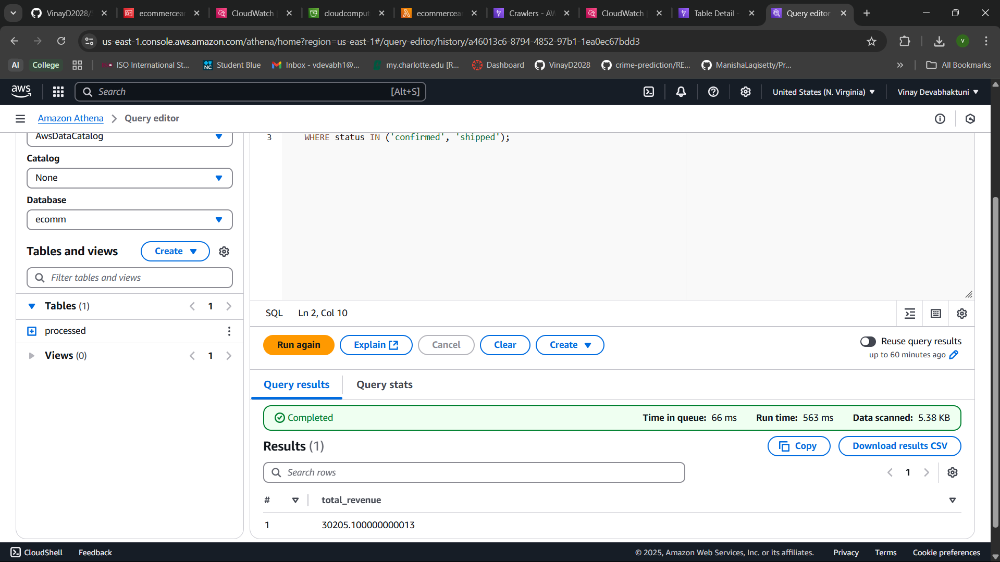 VinayD2028/
ecommercear
CloudWatch
cloudcomput
ecommercear
Crawlers - AW
CloudWatch
Table Detail -
Query editor
us-east-1.console.aws.amazon.com/athena/home?region=us-east-1#/query-editor/history/a46013c6-8794-4852-97b1-1ea0ec67bdd3
V
AI
College
ISO International St...
NC
Student Blue
Inbox - vdevabh1@...
my.charlotte.edu [R...
Dashboard
VinayD2028
crime-prediction/RE...
ManishaLagisetty/Pr...
All Bookmarks
aws
Search
[Alt+S]
United States (N. Virginia)
Vinay Devabhaktuni
Amazon Athena
Query editor
AwsDataCatalog
3 WHERE status IN ('confirmed', 'shipped');
Catalog
None
Database
ecomm
Tables and views
Create
Filter tables and views
Tables (1)
1
processed
Views (0)
1
SQL Ln 2, Col 10
Run again
Explain
Cancel
Clear
Create
Reuse query results
up to 60 minutes ago
Query results
Query stats
Completed
Time in queue: 66 ms
Run time: 563 ms
Data scanned: 5.38 KB
Results (1)
Copy
Download results CSV
Search rows
1
# total_revenue
1 30205.100000000013
CloudShell
Feedback
© 2025, Amazon Web Services, Inc. or its affiliates.
Privacy
Terms
Cookie preferences